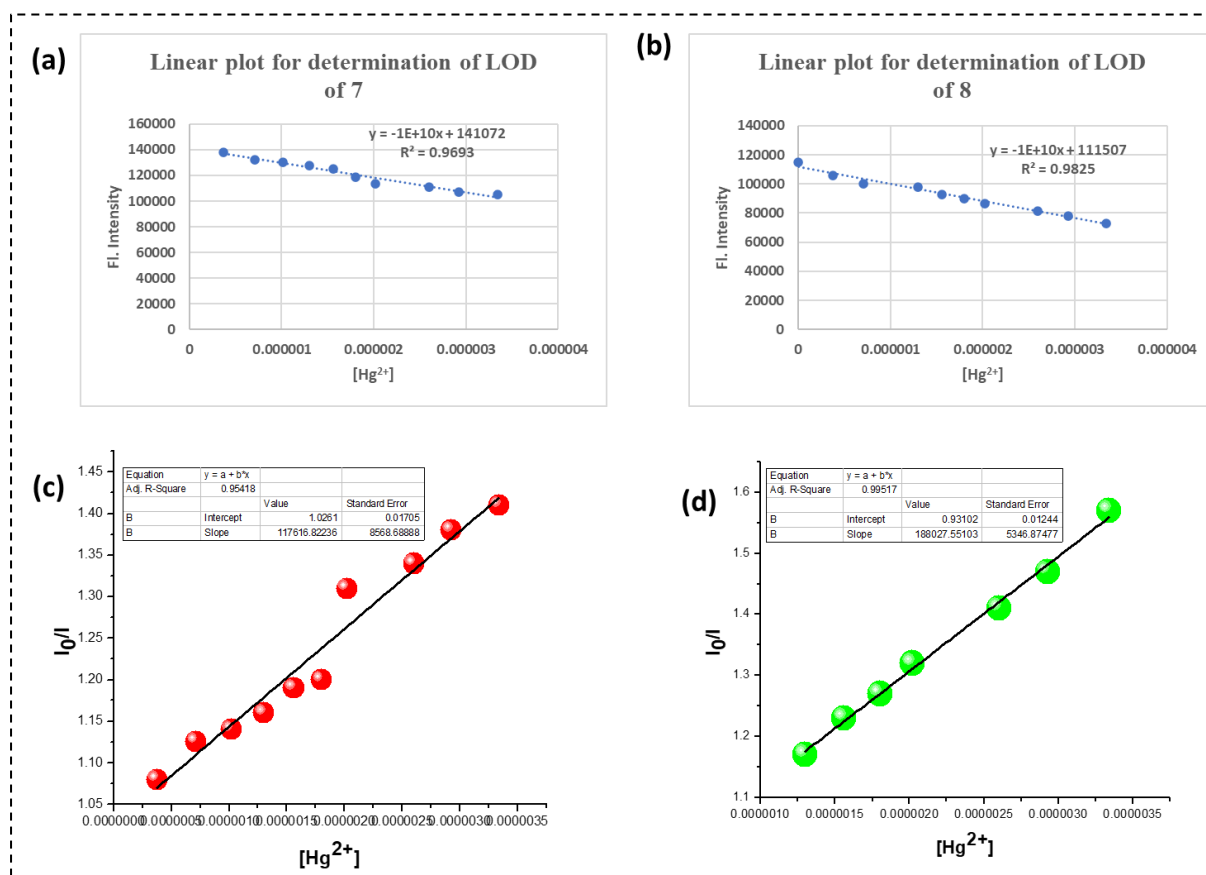 (a)
Linear plot for determination of LOD
of 7
y = -1E+10x + 141072
R² = 0.9693
160000
140000
120000
100000
80000
60000
40000
20000
0
Fl. Intensity
0 0.000001 0.000002 0.000003 0.000004
[Hg²⁺]
(b)
Linear plot for determination of LOD
of 8
y = -1E+10x + 111507
R² = 0.9825
140000
120000
100000
80000
60000
40000
20000
0
Fl. Intensity
0 0.000001 0.000002 0.000003 0.000004
[Hg²⁺]
(c)
Equation y = a + b*x
Adj. R-Square 0.95418
Value Standard Error
B Intercept 1.0261 0.01705
B Slope 117616.82236 8568.68888
1.45
1.40
1.35
1.30
1.25
1.20
1.15
1.10
1.05
I₀/I
0.0000000 0.0000005 0.0000010 0.0000015 0.0000020 0.0000025 0.0000030 0.0000035
[Hg²⁺]
(d)
Equation y = a + b*x
Adj. R-Square 0.99517
Value Standard Error
B Intercept 0.93102 0.01244
B Slope 188027.55103 5346.87477
1.6
1.5
1.4
1.3
1.2
1.1
I₀/I
0.0000010 0.0000015 0.0000020 0.0000025 0.0000030 0.0000035
[Hg²⁺]